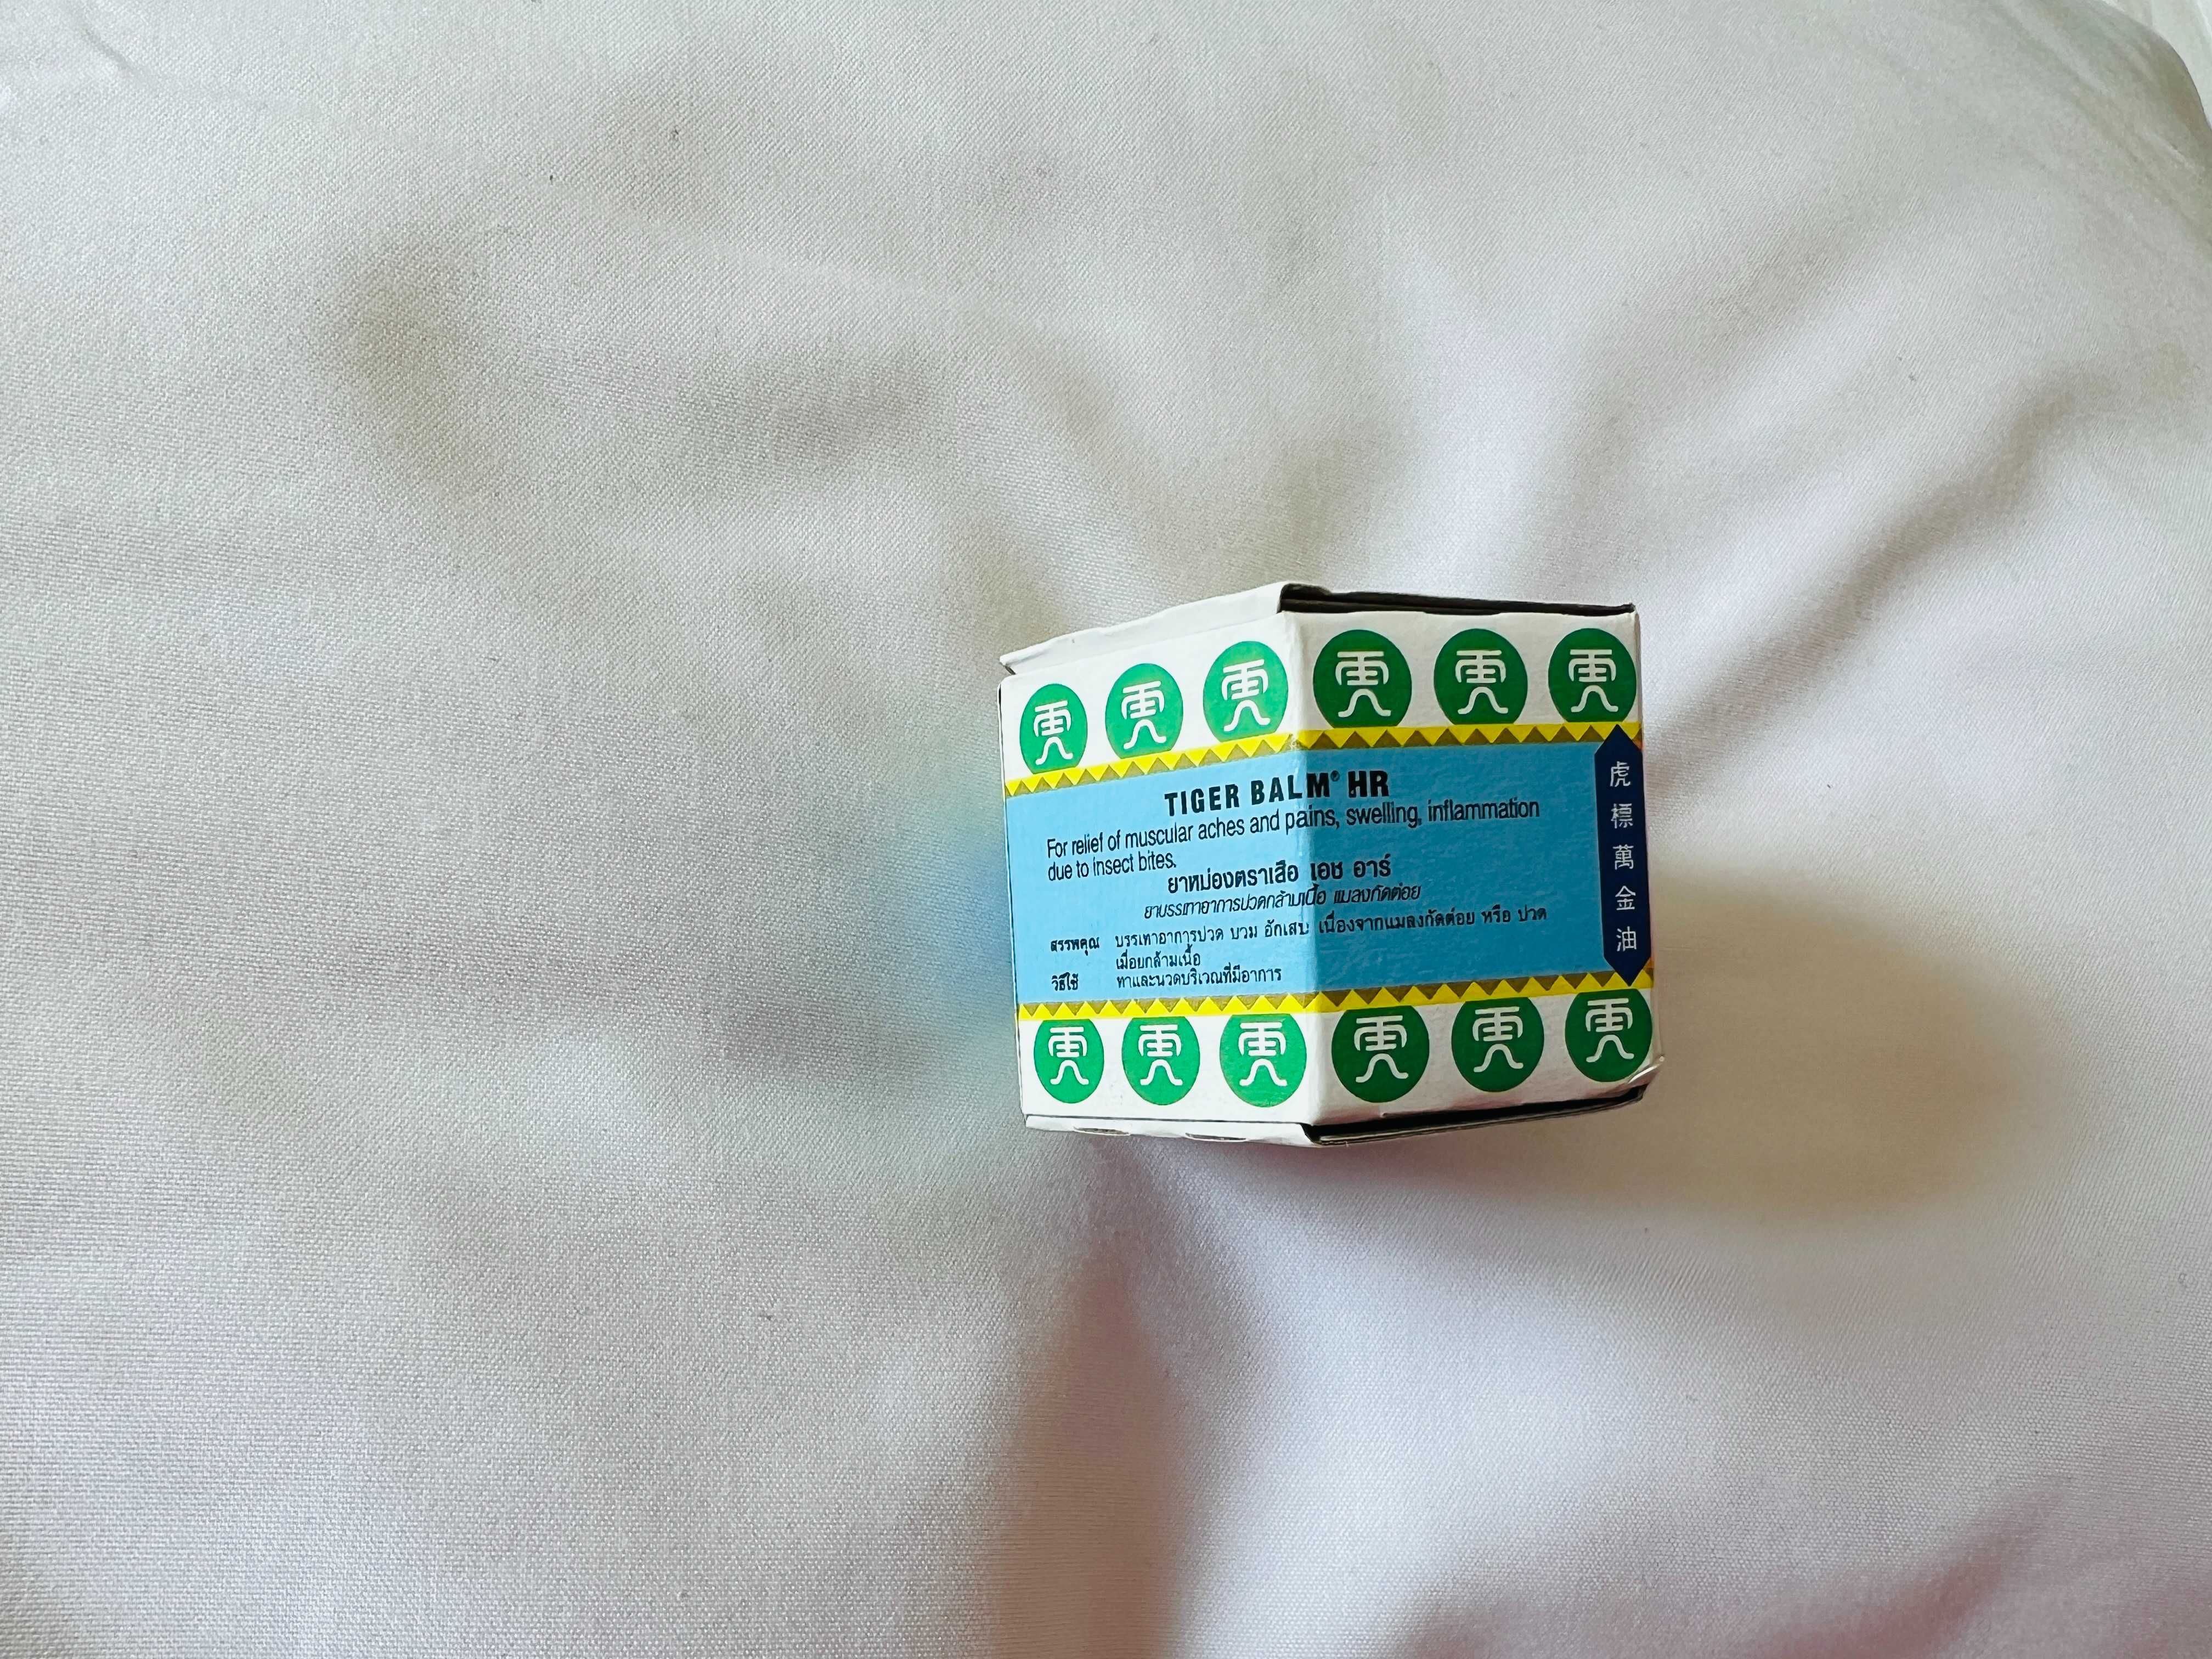 TIGER BALM® HR
For relief of muscular aches and pains, swelling, inflammation
due to insect bites.
ยาหม่องตราเสือ เอช อาร์
ยาบรรเทาอาการปวดกล้ามเนื้อ แมลงกัดต่อย
สรรพคุณ บรรเทาอาการปวด บวม อักเสบ เนื่องจากแมลงกัดต่อย หรือ ปวด
เมื่อยกล้ามเนื้อ
วิธีใช้ ทาและนวดบริเวณที่มีอาการ
虎標萬金油